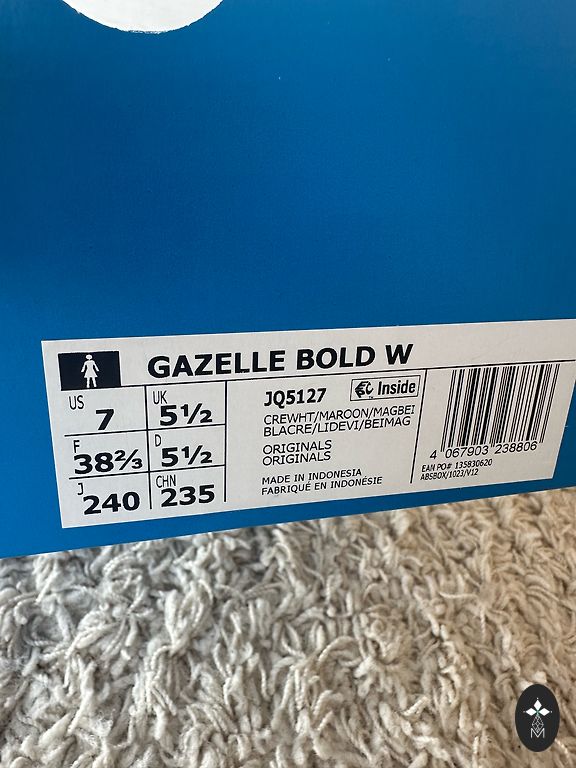 GAZELLE BOLD W
US 7
UK 5½
F 38⅔
D 5½
J 240
CHN 235
JQ5127
Inside
CREWHT/MAROON/MAGBEI
BLACRE/LIDEVI/BEIMAG
ORIGINALS
ORIGINALS
MADE IN INDONESIA
FABRIQUÉ EN INDONÉSIE
4 067903 238806
EAN PO# 135830620
ABSBOX/1023/V12
M